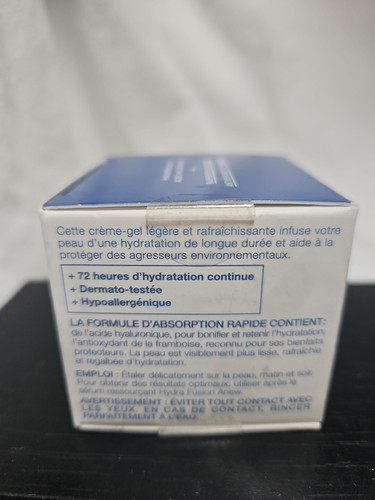 Cette crème-gel légère et rafraîchissante infuse votre
peau d'une hydratation de longue durée et aide à la
protéger des agresseurs environnementaux.
+ 72 heures d'hydratation continue
+ Dermato-testée
+ Hypoallergénique
LA FORMULE D'ABSORPTION RAPIDE CONTIENT:
de l'acide hyaluronique, pour bonifier et retenir l'hydratation;
l'antioxydant de la framboise, reconnu pour ses bienfaits
protecteurs. La peau est visiblement plus lisse, rafraîchie
et regalbée d'hydratation.
EMPLOI : Étaler délicatement sur la peau, matin et soir.
Pour obtenir des résultats optimaux, utiliser après le
sérum ressourçant Hydra Fusion Anew.
AVERTISSEMENT : ÉVITER TOUT CONTACT AVEC
LES YEUX. EN CAS DE CONTACT, RINCER
PARFAITEMENT À L'EAU.